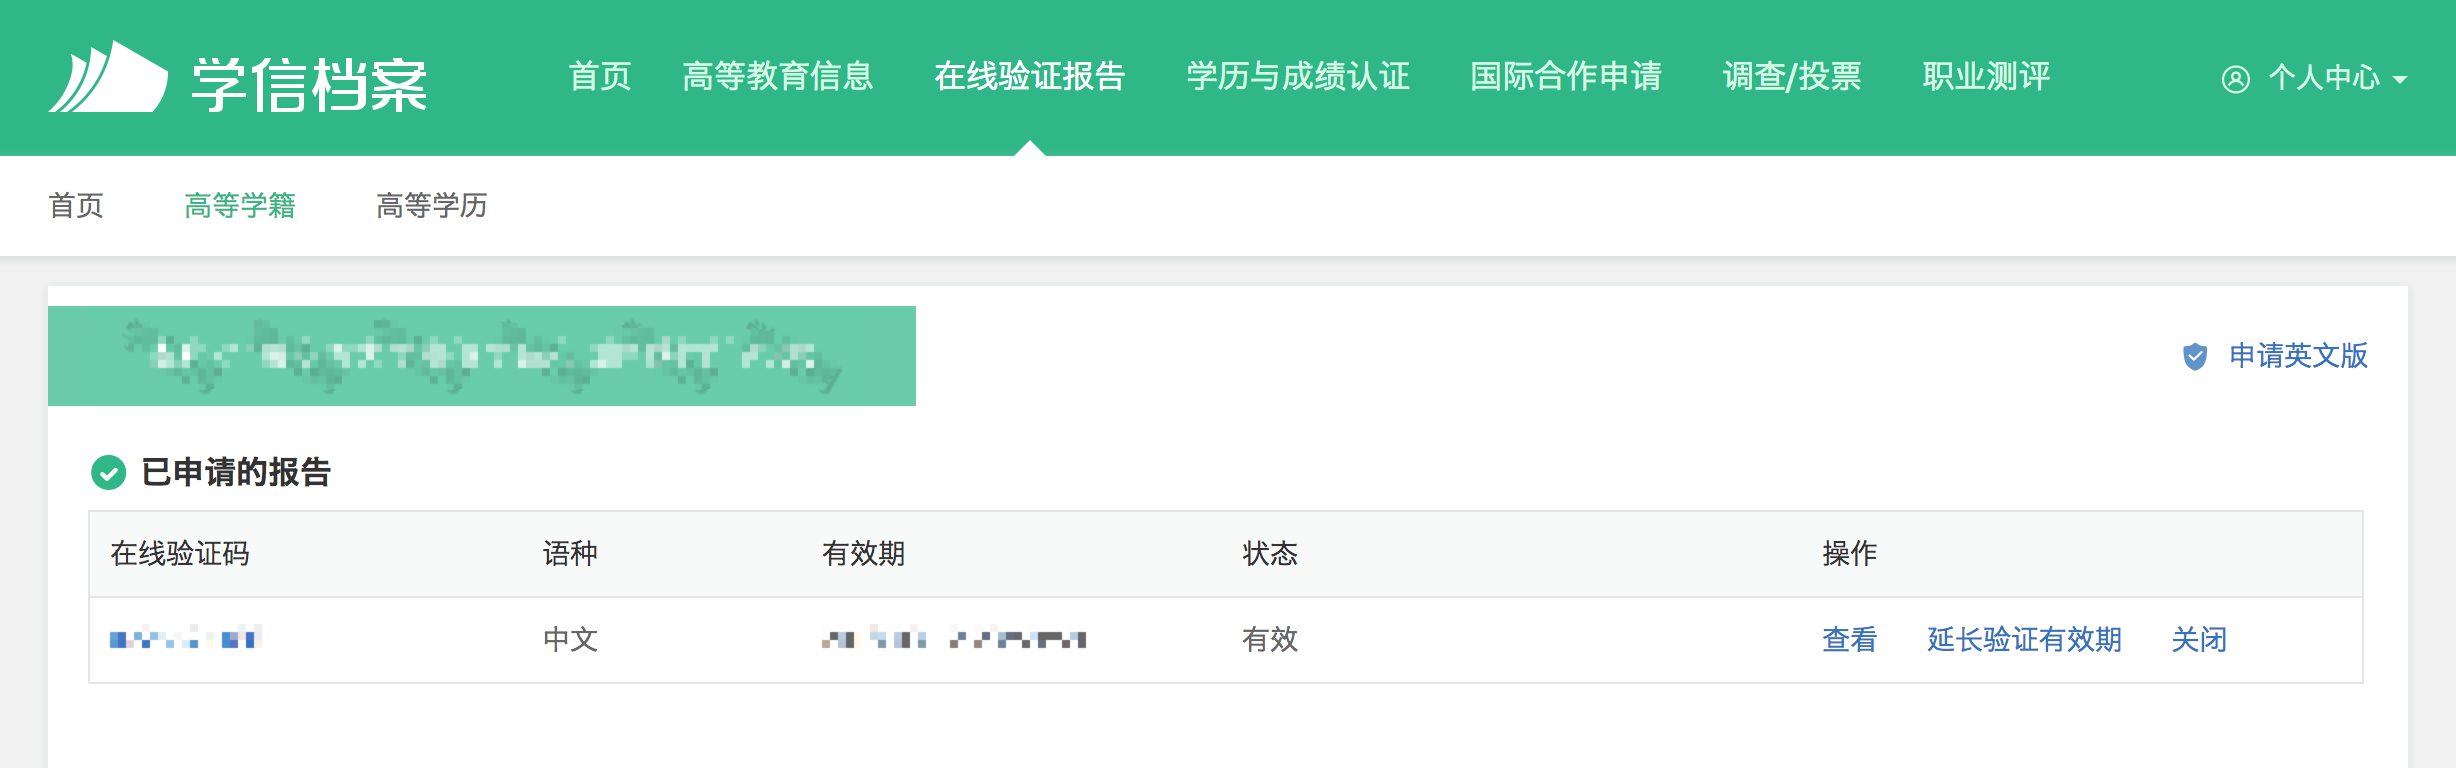 学信档案 首页 高等教育信息 在线验证报告 学历与成绩认证 国际合作申请 调查/投票 职业测评 个人中心
首页 高等学籍 高等学历
申请英文版
已申请的报告
在线验证码 语种 有效期 状态 操作
中文 有效 查看 延长验证有效期 关闭